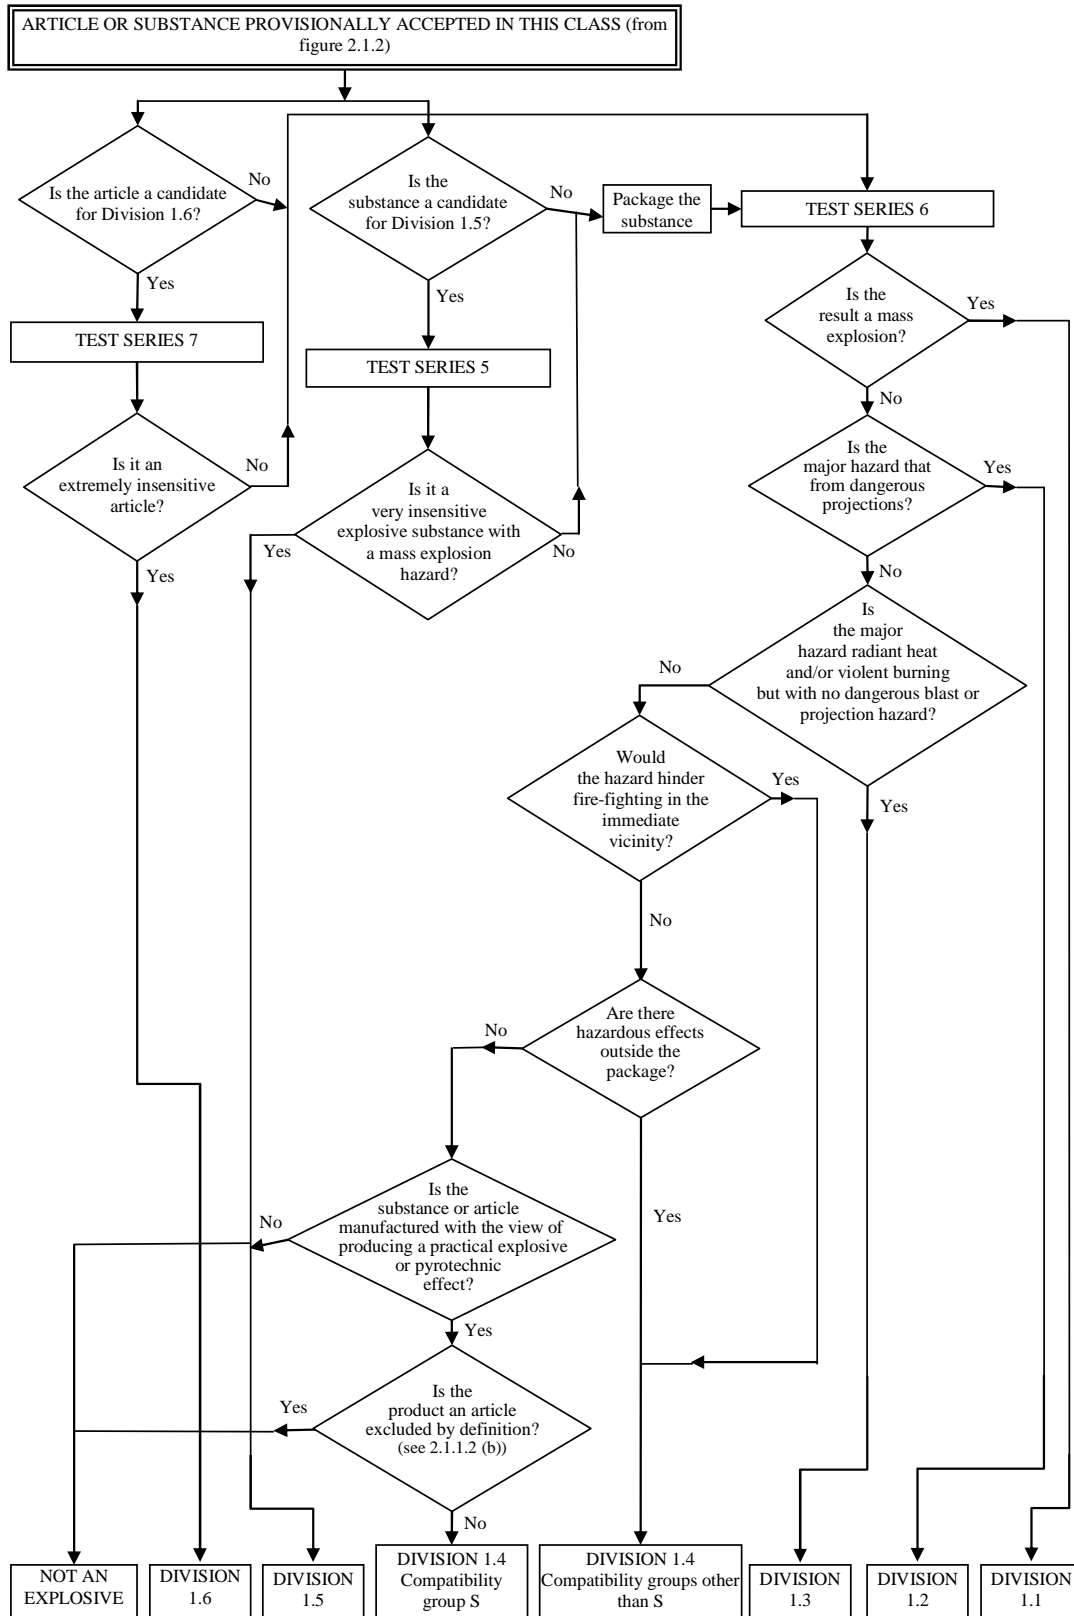 ARTICLE OR SUBSTANCE PROVISIONALLY ACCEPTED IN THIS CLASS (from
figure 2.1.2)
Is the article a candidate
for Division 1.6?
No
Yes
Is the
substance a candidate
for Division 1.5?
No
Yes
Package the
substance
TEST SERIES 6
TEST SERIES 7
TEST SERIES 5
Is the
result a mass
explosion?
Yes
No
Is it an
extremely insensitive
article?
No
Yes
Is it a
very insensitive
explosive substance with
a mass explosion
hazard?
Yes
No
Is the
major hazard that
from dangerous
projections?
Yes
No
Is
the major
hazard radiant heat
and/or violent burning
but with no dangerous blast or
projection hazard?
No
Yes
Would
the hazard hinder
fire-fighting in the
immediate
vicinity?
Yes
No
Are there
hazardous effects
outside the
package?
No
Yes
Is the
substance or article
manufactured with the view of
producing a practical explosive
or pyrotechnic
effect?
No
Yes
Is the
product an article
excluded by definition?
(see 2.1.1.2 (b))
Yes
No
NOT AN
EXPLOSIVE
DIVISION
1.6
DIVISION
1.5
DIVISION 1.4
Compatibility
group S
DIVISION 1.4
Compatibility groups other
than S
DIVISION
1.3
DIVISION
1.2
DIVISION
1.1